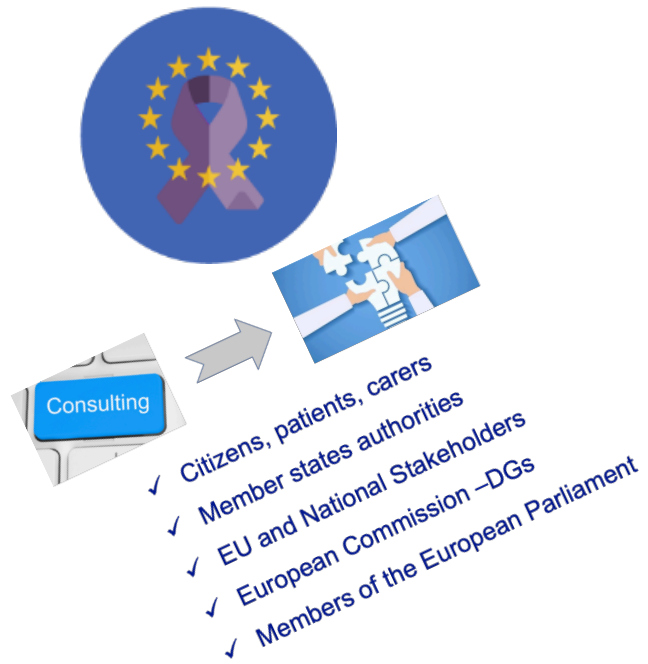 Consulting
Citizens, patients, carers
Member states authorities
EU and National Stakeholders
European Commission –DGs
Members of the European Parliament